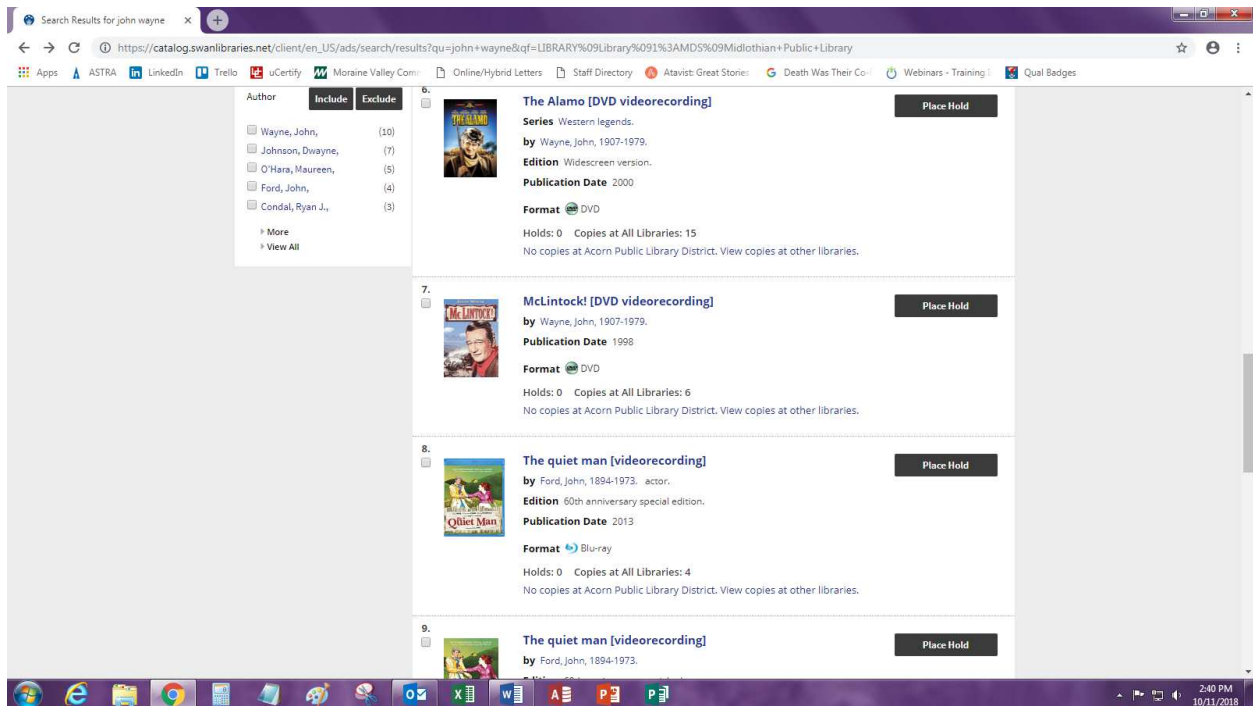 Search Results for john wayne
https://catalog.swanlibraries.net/client/en_US/ads/search/results?qu=john+wayne&qf=LIBRARY%09Library%091%3AMDS%09Midlothian+Public+Library
Apps ASTRA LinkedIn Trello uCertify Moraine Valley Com Online/Hybrid Letters Staff Directory Atavist: Great Stories Death Was Their Co- Webinars - Training Qual Badges
Author Include Exclude
Wayne, John, (10)
Johnson, Dwayne, (7)
O'Hara, Maureen, (5)
Ford, John, (4)
Condal, Ryan J., (3)
More
View All
6.
THE ALAMO
The Alamo [DVD videorecording]
Place Hold
Series Western legends.
by Wayne, John, 1907-1979.
Edition Widescreen version.
Publication Date 2000
Format DVD
Holds: 0 Copies at All Libraries: 15
No copies at Acorn Public Library District. View copies at other libraries.
7.
McLINTOCK!
McLintock! [DVD videorecording]
Place Hold
by Wayne, John, 1907-1979.
Publication Date 1998
Format DVD
Holds: 0 Copies at All Libraries: 6
No copies at Acorn Public Library District. View copies at other libraries.
8.
Quiet Man
The quiet man [videorecording]
Place Hold
by Ford, John, 1894-1973. actor.
Edition 60th anniversary special edition.
Publication Date 2013
Format Blu-ray
Holds: 0 Copies at All Libraries: 4
No copies at Acorn Public Library District. View copies at other libraries.
9.
The quiet man [videorecording]
Place Hold
by Ford, John, 1894-1973.
2:40 PM
10/11/2018